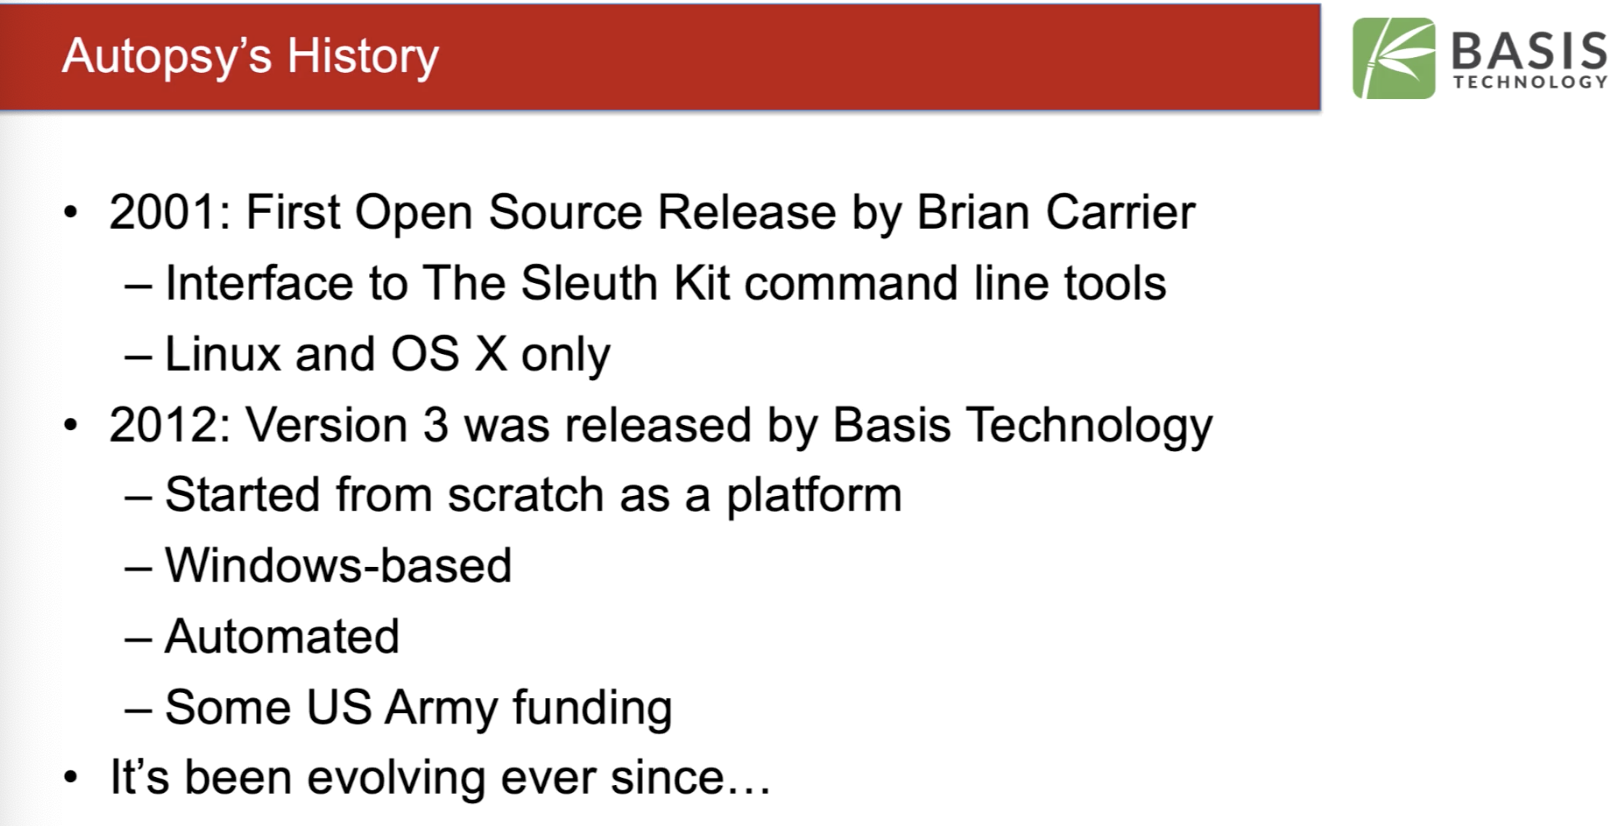 Autopsy’s History
BASIS
TECHNOLOGY
• 2001: First Open Source Release by Brian Carrier
– Interface to The Sleuth Kit command line tools
– Linux and OS X only
• 2012: Version 3 was released by Basis Technology
– Started from scratch as a platform
– Windows-based
– Automated
– Some US Army funding
• It’s been evolving ever since…